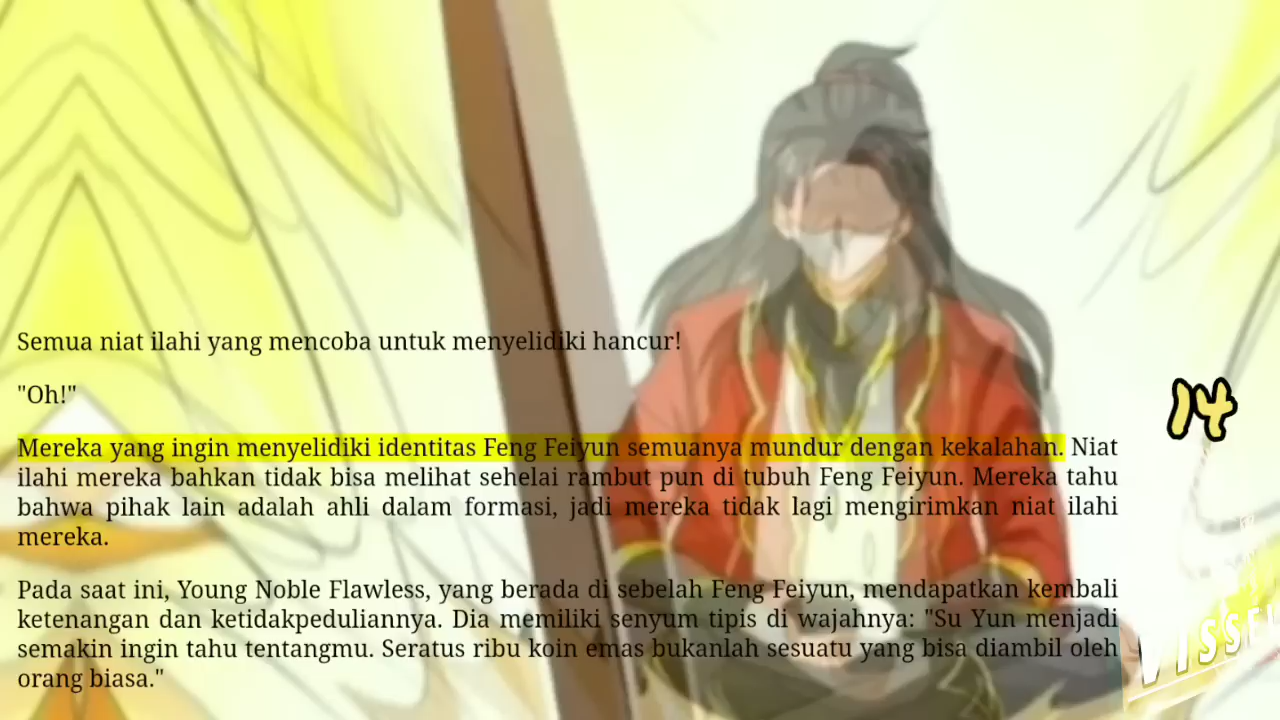 Semua niat ilahi yang mencoba untuk menyelidiki hancur!
"Oh!"
Mereka yang ingin menyelidiki identitas Feng Feiyun semuanya mundur dengan kekalahan. Niat
ilahi mereka bahkan tidak bisa melihat sehelai rambut pun di tubuh Feng Feiyun. Mereka tahu
bahwa pihak lain adalah ahli dalam formasi, jadi mereka tidak lagi mengirimkan niat ilahi
mereka.
Pada saat ini, Young Noble Flawless, yang berada di sebelah Feng Feiyun, mendapatkan kembali
ketenangan dan ketidakpeduliannya. Dia memiliki senyum tipis di wajahnya: "Su Yun menjadi
semakin ingin tahu tentangmu. Seratus ribu koin emas bukanlah sesuatu yang bisa diambil oleh
orang biasa."
14